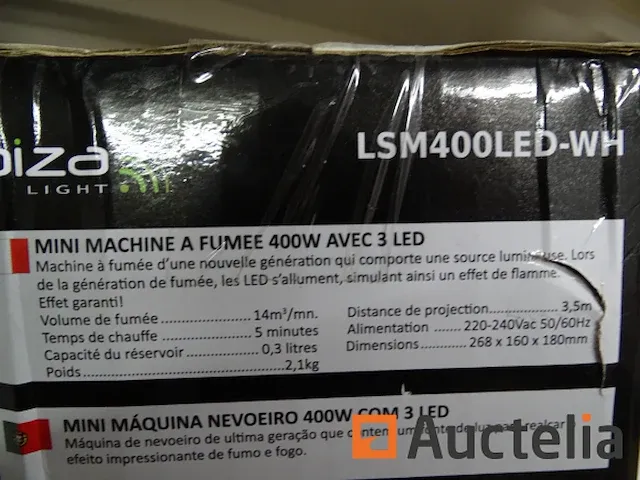 LSM400LED-WH
LIGHT
MINI MACHINE A FUMEE 400W AVEC 3 LED
Machine à fumée d'une nouvelle génération qui comporte une source lumineuse. Lors
de la génération de fumée, les LED s'allument, simulant ainsi un effet de flamme.
Effet garanti!
Volume de fumée ........................ 14m³/mn.
Temps de chauffe ........................ 5 minutes
Capacité du réservoir ................... 0,3 litres
Poids............................................. 2,1kg
Distance de projection................... 3,5m
Alimentation ...... 220-240Vac 50/60Hz
Dimensions........... 268 x 160 x 180mm
MINI MÁQUINA NEVOEIRO 400W COM 3 LED
Máquina de nevoeiro de ultima geração que fonte de luz para realçar
efeito impressionante de fumo e fogo.
Auctelia